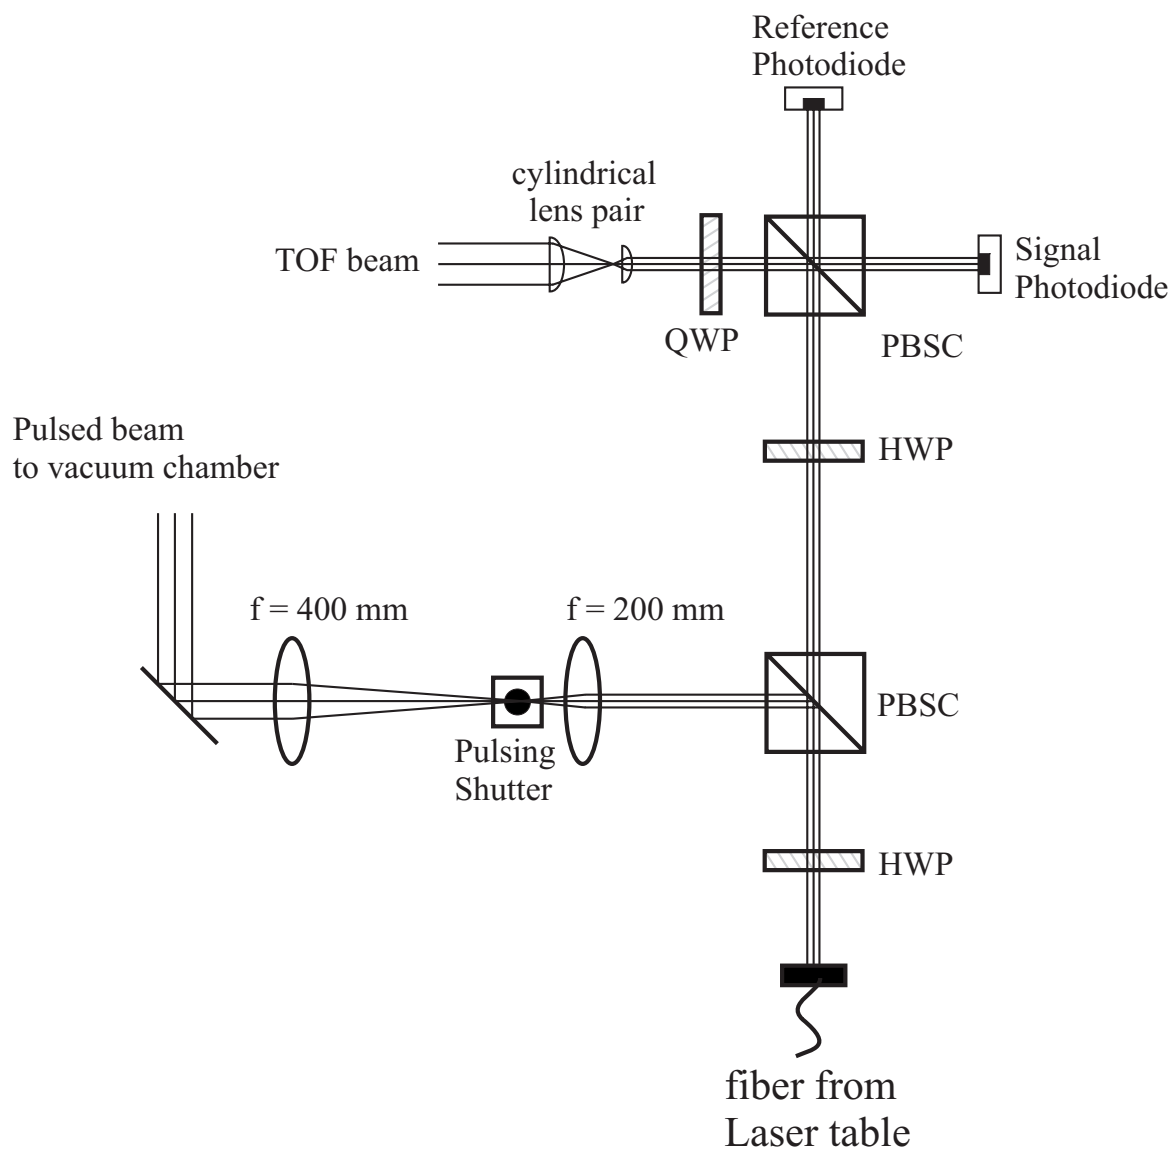 Reference
Photodiode
cylindrical
lens pair
TOF beam
Signal
Photodiode
QWP
PBSC
Pulsed beam
to vacuum chamber
HWP
f = 400 mm
f = 200 mm
PBSC
Pulsing
Shutter
HWP
fiber from
Laser table